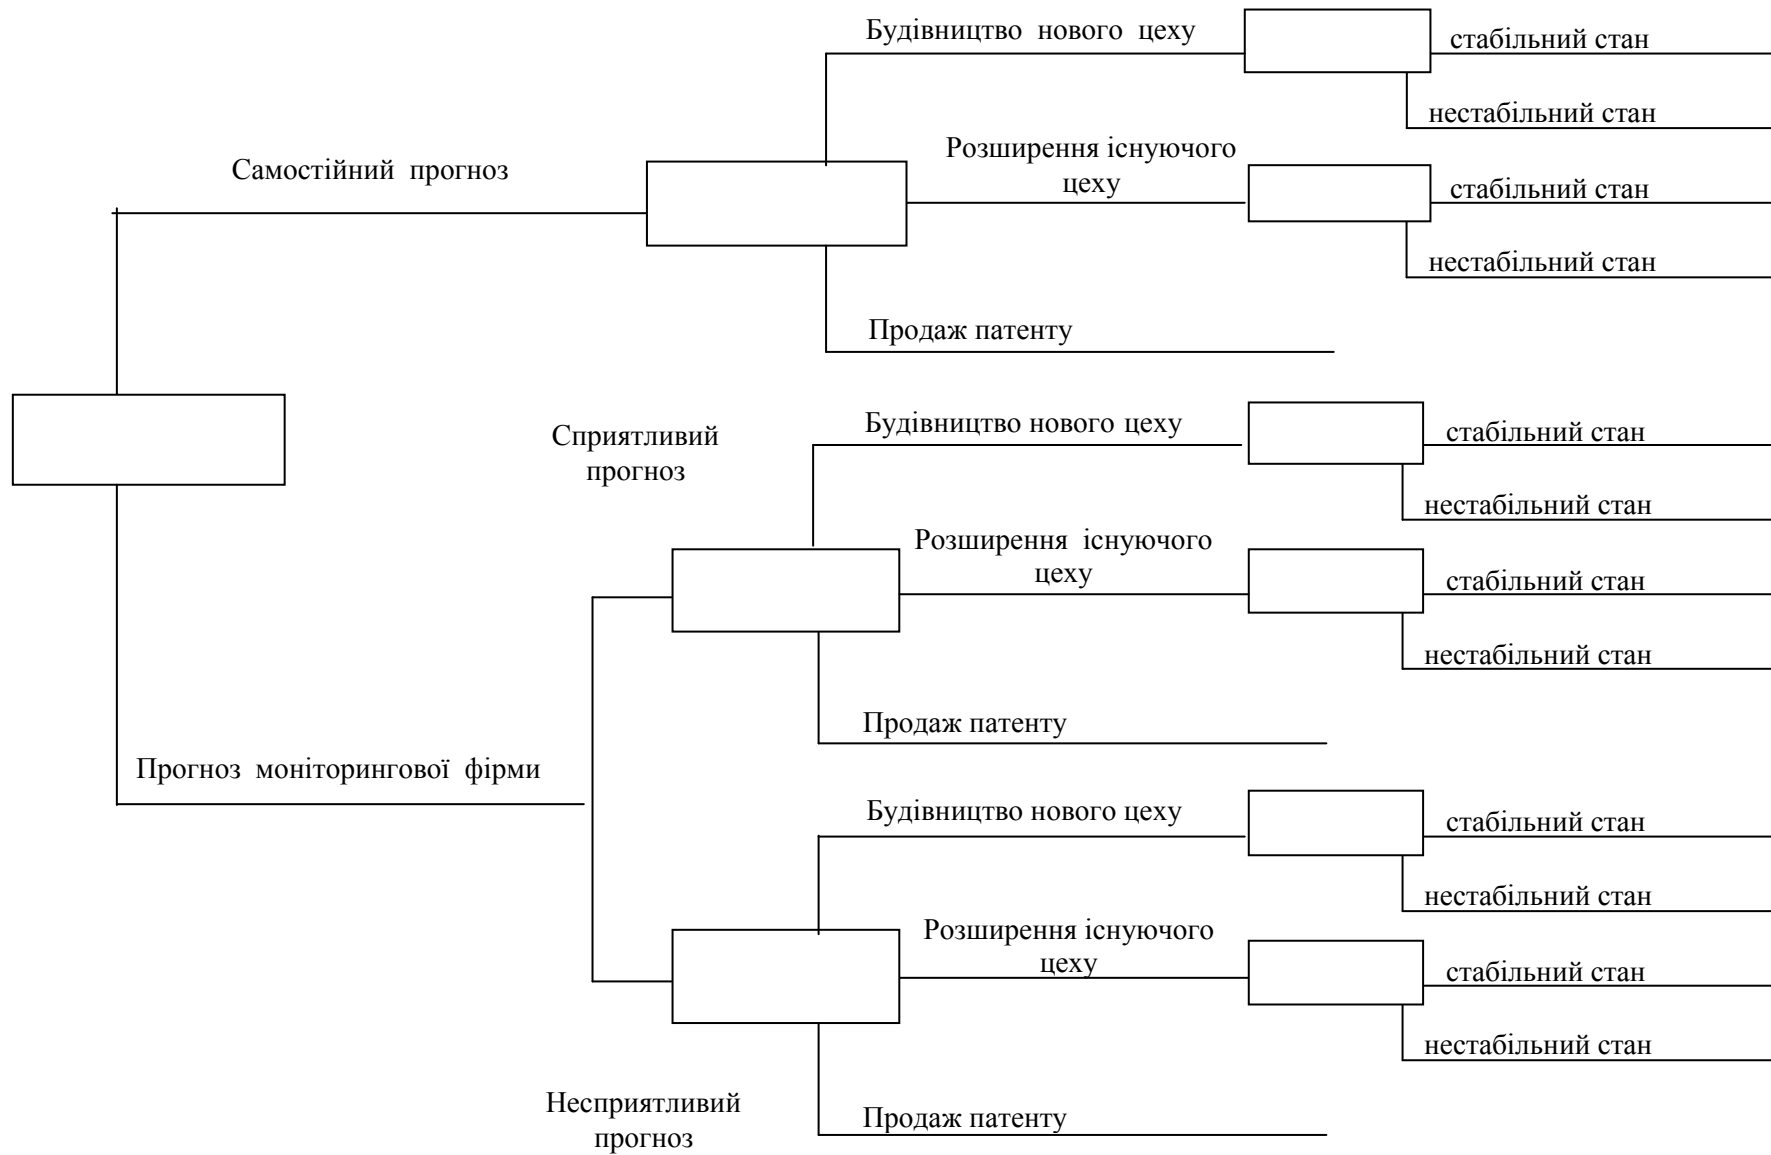 Будівництво нового цеху
стабільний стан
нестабільний стан
Самостійний прогноз
Розширення існуючого
цеху
стабільний стан
нестабільний стан
Продаж патенту
Сприятливий
прогноз
Будівництво нового цеху
стабільний стан
нестабільний стан
Розширення існуючого
цеху
стабільний стан
нестабільний стан
Продаж патенту
Прогноз моніторингової фірми
Будівництво нового цеху
стабільний стан
нестабільний стан
Розширення існуючого
цеху
стабільний стан
нестабільний стан
Несприятливий
прогноз
Продаж патенту